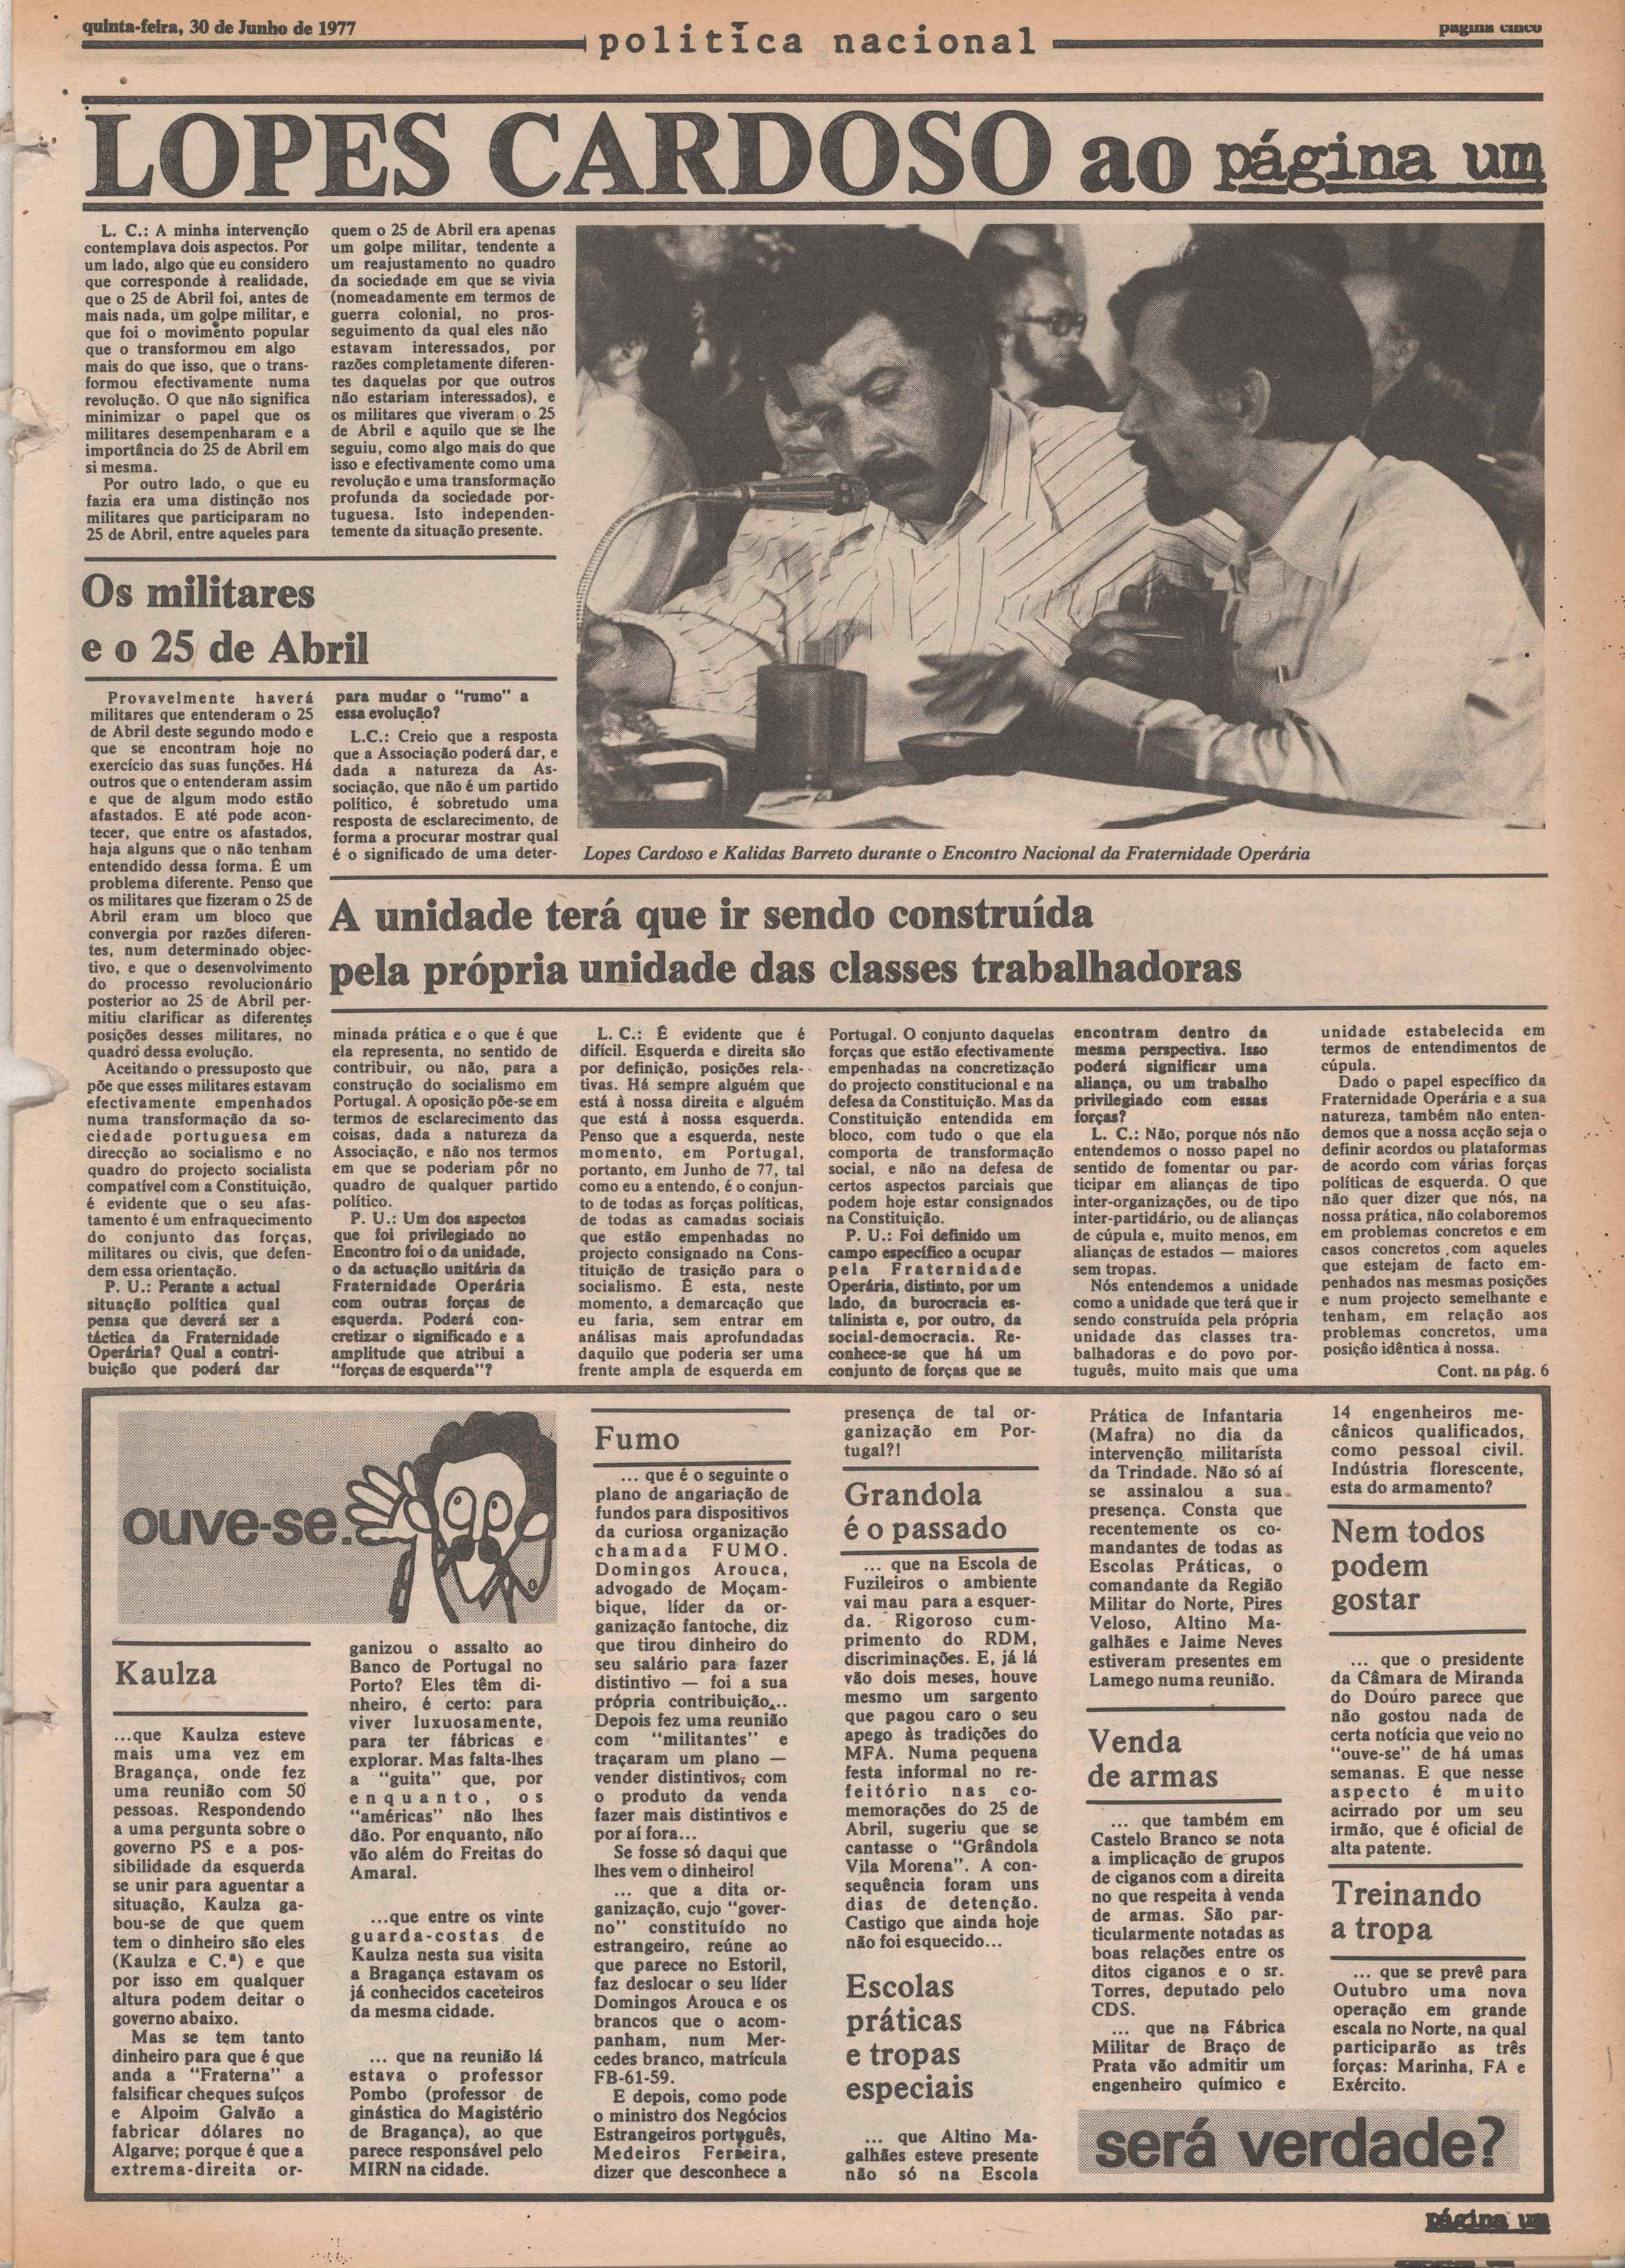 quinta-feira, 30 de Junho de 1977
política nacional
página cinco
LOPES CARDOSO ao página um
L. C.: A minha intervenção
contemplava dois aspectos. Por
um lado, algo que eu considero
que corresponde à realidade,
que o 25 de Abril foi, antes de
mais nada, um golpe militar, e
que foi o movimento popular
que o transformou em algo
mais do que isso, que o trans-
formou efectivamente numa
revolução. O que não significa
minimizar o papel que os
militares desempenharam e a
importância do 25 de Abril em
si mesma.
Por outro lado, o que eu
fazia era uma distinção nos
militares que participaram no
25 de Abril, entre aqueles para
quem o 25 de Abril era apenas
um golpe militar, tendente a
um reajustamento no quadro
da sociedade em que se vivia
(nomeadamente em termos de
guerra colonial, no pros-
seguimento da qual eles não
estavam interessados, por
razões completamente diferen-
tes daquelas por que outros
não estariam interessados), e
os militares que viveram o 25
de Abril e aquilo que se lhe
seguiu, como algo mais do que
isso e efectivamente como uma
revolução e uma transformação
profunda da sociedade por-
tuguesa. Isto independen-
temente da situação presente.
Os militares
e o 25 de Abril
Provavelmente haverá
militares que entenderam o 25
de Abril deste segundo modo e
que se encontram hoje no
exercício das suas funções. Há
outros que o entenderam assim
e que de algum modo estão
afastados. E até pode acon-
tecer, que entre os afastados,
haja alguns que o não tenham
entendido dessa forma. É um
problema diferente. Penso que
os militares que fizeram o 25 de
Abril eram um bloco que
convergia por razões diferen-
tes, num determinado objec-
tivo, e que o desenvolvimento
do processo revolucionário
posterior ao 25 de Abril per-
mitiu clarificar as diferentes
posições desses militares, no
quadro dessa evolução.
Aceitando o pressuposto que
põe que esses militares estavam
efectivamente empenhados
numa transformação da so-
ciedade portuguesa em
direcção ao socialismo e no
quadro do projecto socialista
compatível com a Constituição,
é evidente que o seu afas-
tamento é um enfraquecimento
do conjunto das forças,
militares ou civis, que defen-
dem essa orientação.
P. U.: Perante a actual
situação política qual
pensa que deverá ser a
táctica da Fraternidade
Operária? Qual a contri-
buição que poderá dar
para mudar o "rumo" a
essa evolução?
L.C.: Creio que a resposta
que a Associação poderá dar, e
dada a natureza da As-
sociação, que não é um partido
político, é sobretudo uma
resposta de esclarecimento, de
forma a procurar mostrar qual
é o significado de uma deter-
Lopes Cardoso e Kalidas Barreto durante o Encontro Nacional da Fraternidade Operária
A unidade terá que ir sendo construída
pela própria unidade das classes trabalhadoras
minada prática e o que é que
ela representa, no sentido de
contribuir, ou não, para a
construção do socialismo em
Portugal. A oposição põe-se em
termos de esclarecimento das
coisas, dada a natureza da
Associação, e não nos termos
em que se poderiam pôr no
quadro de qualquer partido
político.
P. U.: Um dos aspectos
que foi privilegiado no
Encontro foi o da unidade,
o da actuação unitária da
Fraternidade Operária
com outras forças de
esquerda. Poderá con-
cretizar o significado e a
amplitude que atribui a
"forças de esquerda"?
L. C.: É evidente que é
difícil. Esquerda e direita são
por definição, posições rela-
tivas. Há sempre alguém que
está à nossa direita e alguém
que está à nossa esquerda.
Penso que a esquerda, neste
momento, em Portugal,
portanto, em Junho de 77, tal
como eu a entendo, é o conjun-
to de todas as forças políticas,
de todas as camadas sociais
que estão empenhadas no
projecto consignado na Cons-
tituição de trasição para o
socialismo. É esta, neste
momento, a demarcação que
eu faria, sem entrar em
análises mais aprofundadas
daquilo que poderia ser uma
frente ampla de esquerda em
Portugal. O conjunto daquelas
forças que estão efectivamente
empenhadas na concretização
do projecto constitucional e na
defesa da Constituição. Mas da
Constituição entendida em
bloco, com tudo o que ela
comporta de transformação
social, e não na defesa de
certos aspectos parciais que
podem hoje estar consignados
na Constituição.
P. U.: Foi definido um
campo específico a ocupar
pela Fraternidade
Operária, distinto, por um
lado, da burocracia es-
talinista e, por outro, da
social-democracia. Re-
conhece-se que há um
conjunto de forças que se
encontram dentro da
mesma perspectiva. Isso
poderá significar uma
aliança, ou um trabalho
privilegiado com essas
forças?
L. C.: Não, porque nós não
entendemos o nosso papel no
sentido de fomentar ou par-
ticipar em alianças de tipo
inter-organizações, ou de tipo
inter-partidário, ou de alianças
de cúpula e, muito menos, em
alianças de estados — maiores
sem tropas.
Nós entendemos a unidade
como a unidade que terá que ir
sendo construída pela própria
unidade das classes tra-
balhadoras e do povo por-
tuguês, muito mais que uma
unidade estabelecida em
termos de entendimentos de
cúpula.
Dado o papel específico da
Fraternidade Operária e a sua
natureza, também não enten-
demos que a nossa acção seja o
definir acordos ou plataformas
de acordo com várias forças
políticas de esquerda. O que
não quer dizer que nós, na
nossa prática, não colaboremos
em problemas concretos e em
casos concretos com aqueles
que estejam de facto em-
penhados nas mesmas posições
e num projecto semelhante e
tenham, em relação aos
problemas concretos, uma
posição idêntica à nossa.
Cont. na pág. 6
ouve-se.
Kaulza
...que Kaulza esteve
mais uma vez em
Bragança, onde fez
uma reunião com 50
pessoas. Respondendo
a uma pergunta sobre o
governo PS e a pos-
sibilidade da esquerda
se unir para aguentar a
situação, Kaulza ga-
bou-se de que quem
tem o dinheiro são eles
(Kaulza e C.ª) e que
por isso em qualquer
altura podem deitar o
governo abaixo.
Mas se tem tanto
dinheiro para que é que
anda a "Fraterna" a
falsificar cheques suíços
e Alpoim Galvão a
fabricar dólares no
Algarve; porque é que a
extrema-direita or-
ganizou o assalto ao
Banco de Portugal no
Porto? Eles têm di-
nheiro, é certo: para
viver luxuosamente,
para ter fábricas e
explorar. Mas falta-lhes
a "guita" que, por
enquanto, os
"américas" não lhes
dão. Por enquanto, não
vão além do Freitas do
Amaral.
...que entre os vinte
guarda-costas de
Kaulza nesta sua visita
a Bragança estavam os
já conhecidos caceteiros
da mesma cidade.
... que na reunião lá
estava o professor
Pombo (professor de
ginástica do Magistério
de Bragança), ao que
parece responsável pelo
MIRN na cidade.
Fumo
... que é o seguinte o
plano de angariação de
fundos para dispositivos
da curiosa organização
chamada FUMO.
Domingos Arouca,
advogado de Moçam-
bique, líder da or-
ganização fantoche, diz
que tirou dinheiro do
seu salário para fazer
distintivo — foi a sua
própria contribuição...
Depois fez uma reunião
com "militantes" e
traçaram um plano —
vender distintivos, com
o produto da venda
fazer mais distintivos e
por aí fora...
Se fosse só daqui que
lhes vem o dinheiro!
... que a dita or-
ganização, cujo "gover-
no" constituído no
estrangeiro, reúne ao
que parece no Estoril,
faz deslocar o seu líder
Domingos Arouca e os
brancos que o acom-
panham, num Mer-
cedes branco, matrícula
FB-61-59.
E depois, como pode
o ministro dos Negócios
Estrangeiros português,
Medeiros Ferreira,
dizer que desconhece a
presença de tal or-
ganização em Por-
tugal?!
Grandola
é o passado
... que na Escola de
Fuzileiros o ambiente
vai mau para a esquer-
da. Rigoroso cum-
primento do RDM,
discriminações. E, já lá
vão dois meses, houve
mesmo um sargento
que pagou caro o seu
apego às tradições do
MFA. Numa pequena
festa informal no re-
feitório nas co-
memorações do 25 de
Abril, sugeriu que se
cantasse o "Grândola
Vila Morena". A con-
sequência foram uns
dias de detenção.
Castigo que ainda hoje
não foi esquecido...
Escolas
práticas
e tropas
especiais
... que Altino Ma-
galhães esteve presente
não só na Escola
Prática de Infantaria
(Mafra) no dia da
intervenção militarista
da Trindade. Não só aí
se assinalou a sua
presença. Consta que
recentemente os co-
mandantes de todas as
Escolas Práticas, o
comandante da Região
Militar do Norte, Pires
Veloso, Altino Ma-
galhães e Jaime Neves
estiveram presentes em
Lamego numa reunião.
Venda
de armas
... que também em
Castelo Branco se nota
a implicação de grupos
de ciganos com a direita
no que respeita à venda
de armas. São par-
ticularmente notadas as
boas relações entre os
ditos ciganos e o sr.
Torres, deputado pelo
CDS.
... que na Fábrica
Militar de Braço de
Prata vão admitir um
engenheiro químico e
14 engenheiros me-
cânicos qualificados,
como pessoal civil.
Indústria florescente,
esta do armamento?
Nem todos
podem
gostar
... que o presidente
da Câmara de Miranda
do Douro parece que
não gostou nada de
certa notícia que veio no
"ouve-se" de há umas
semanas. E que nesse
aspecto é muito
acirrado por um seu
irmão, que é oficial de
alta patente.
Treinando
a tropa
... que se prevê para
Outubro uma nova
operação em grande
escala no Norte, na qual
participarão as três
forças: Marinha, FA e
Exército.
será verdade?
página um